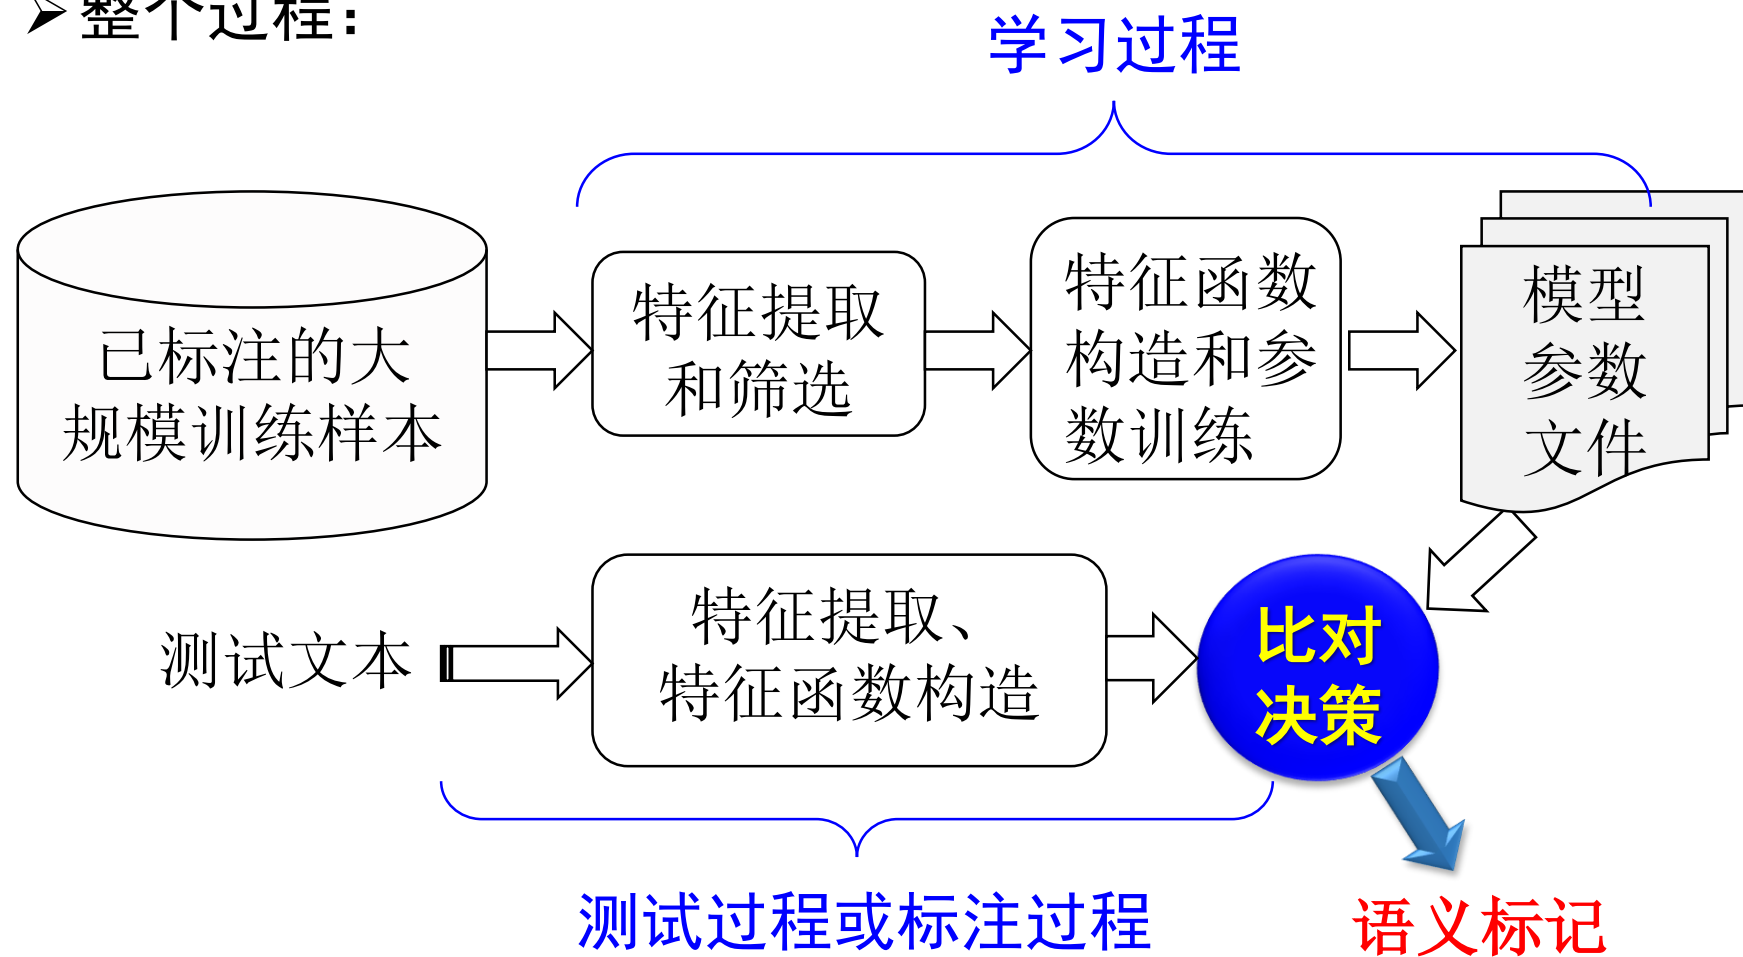 ➢整个过程：
学习过程
已标注的大
规模训练样本
特征提取
和筛选
特征函数
构造和参
数训练
模型
参数
文件
测试文本
特征提取、
特征函数构造
比对
决策
测试过程或标注过程
语义标记